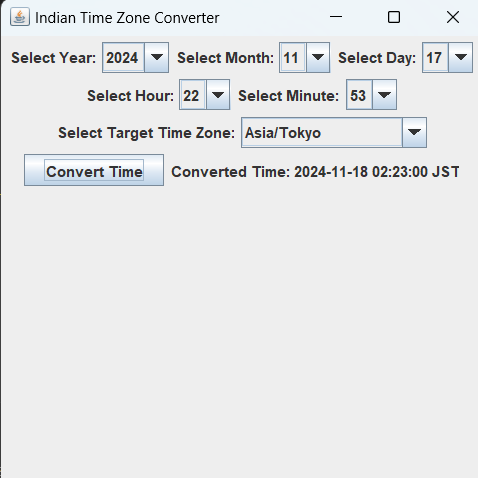 Indian Time Zone Converter
Select Year: 2024 Select Month: 11 Select Day: 17
Select Hour: 22 Select Minute: 53
Select Target Time Zone: Asia/Tokyo
Convert Time Converted Time: 2024-11-18 02:23:00 JST